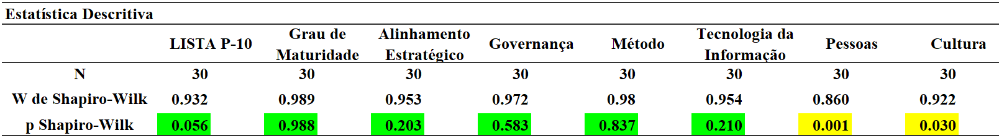 Estatística Descritiva
LISTA P-10 Grau de Maturidade Alinhamento Estratégico Governança Método Tecnologia da Informação Pessoas Cultura
N 30 30 30 30 30 30 30 30
W de Shapiro-Wilk 0.932 0.989 0.953 0.972 0.98 0.954 0.860 0.922
p Shapiro-Wilk 0.056 0.988 0.203 0.583 0.837 0.210 0.001 0.030